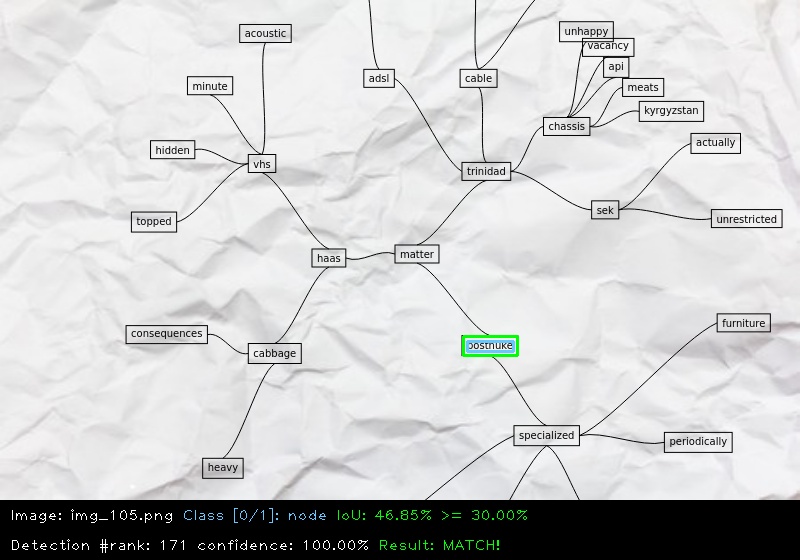 unhappy
acoustic
vacancy
api
adsl
cable
minute
meats
kyrgyzstan
chassis
actually
hidden
vhs
trinidad
sek
topped
unrestricted
haas
matter
furniture
consequences
postnuke
cabbage
specialized
periodically
heavy
Image: img_105.png Class [0/1]: node IoU: 46.85% >= 30.00%
Detection #rank: 171 confidence: 100.00% Result: MATCH!